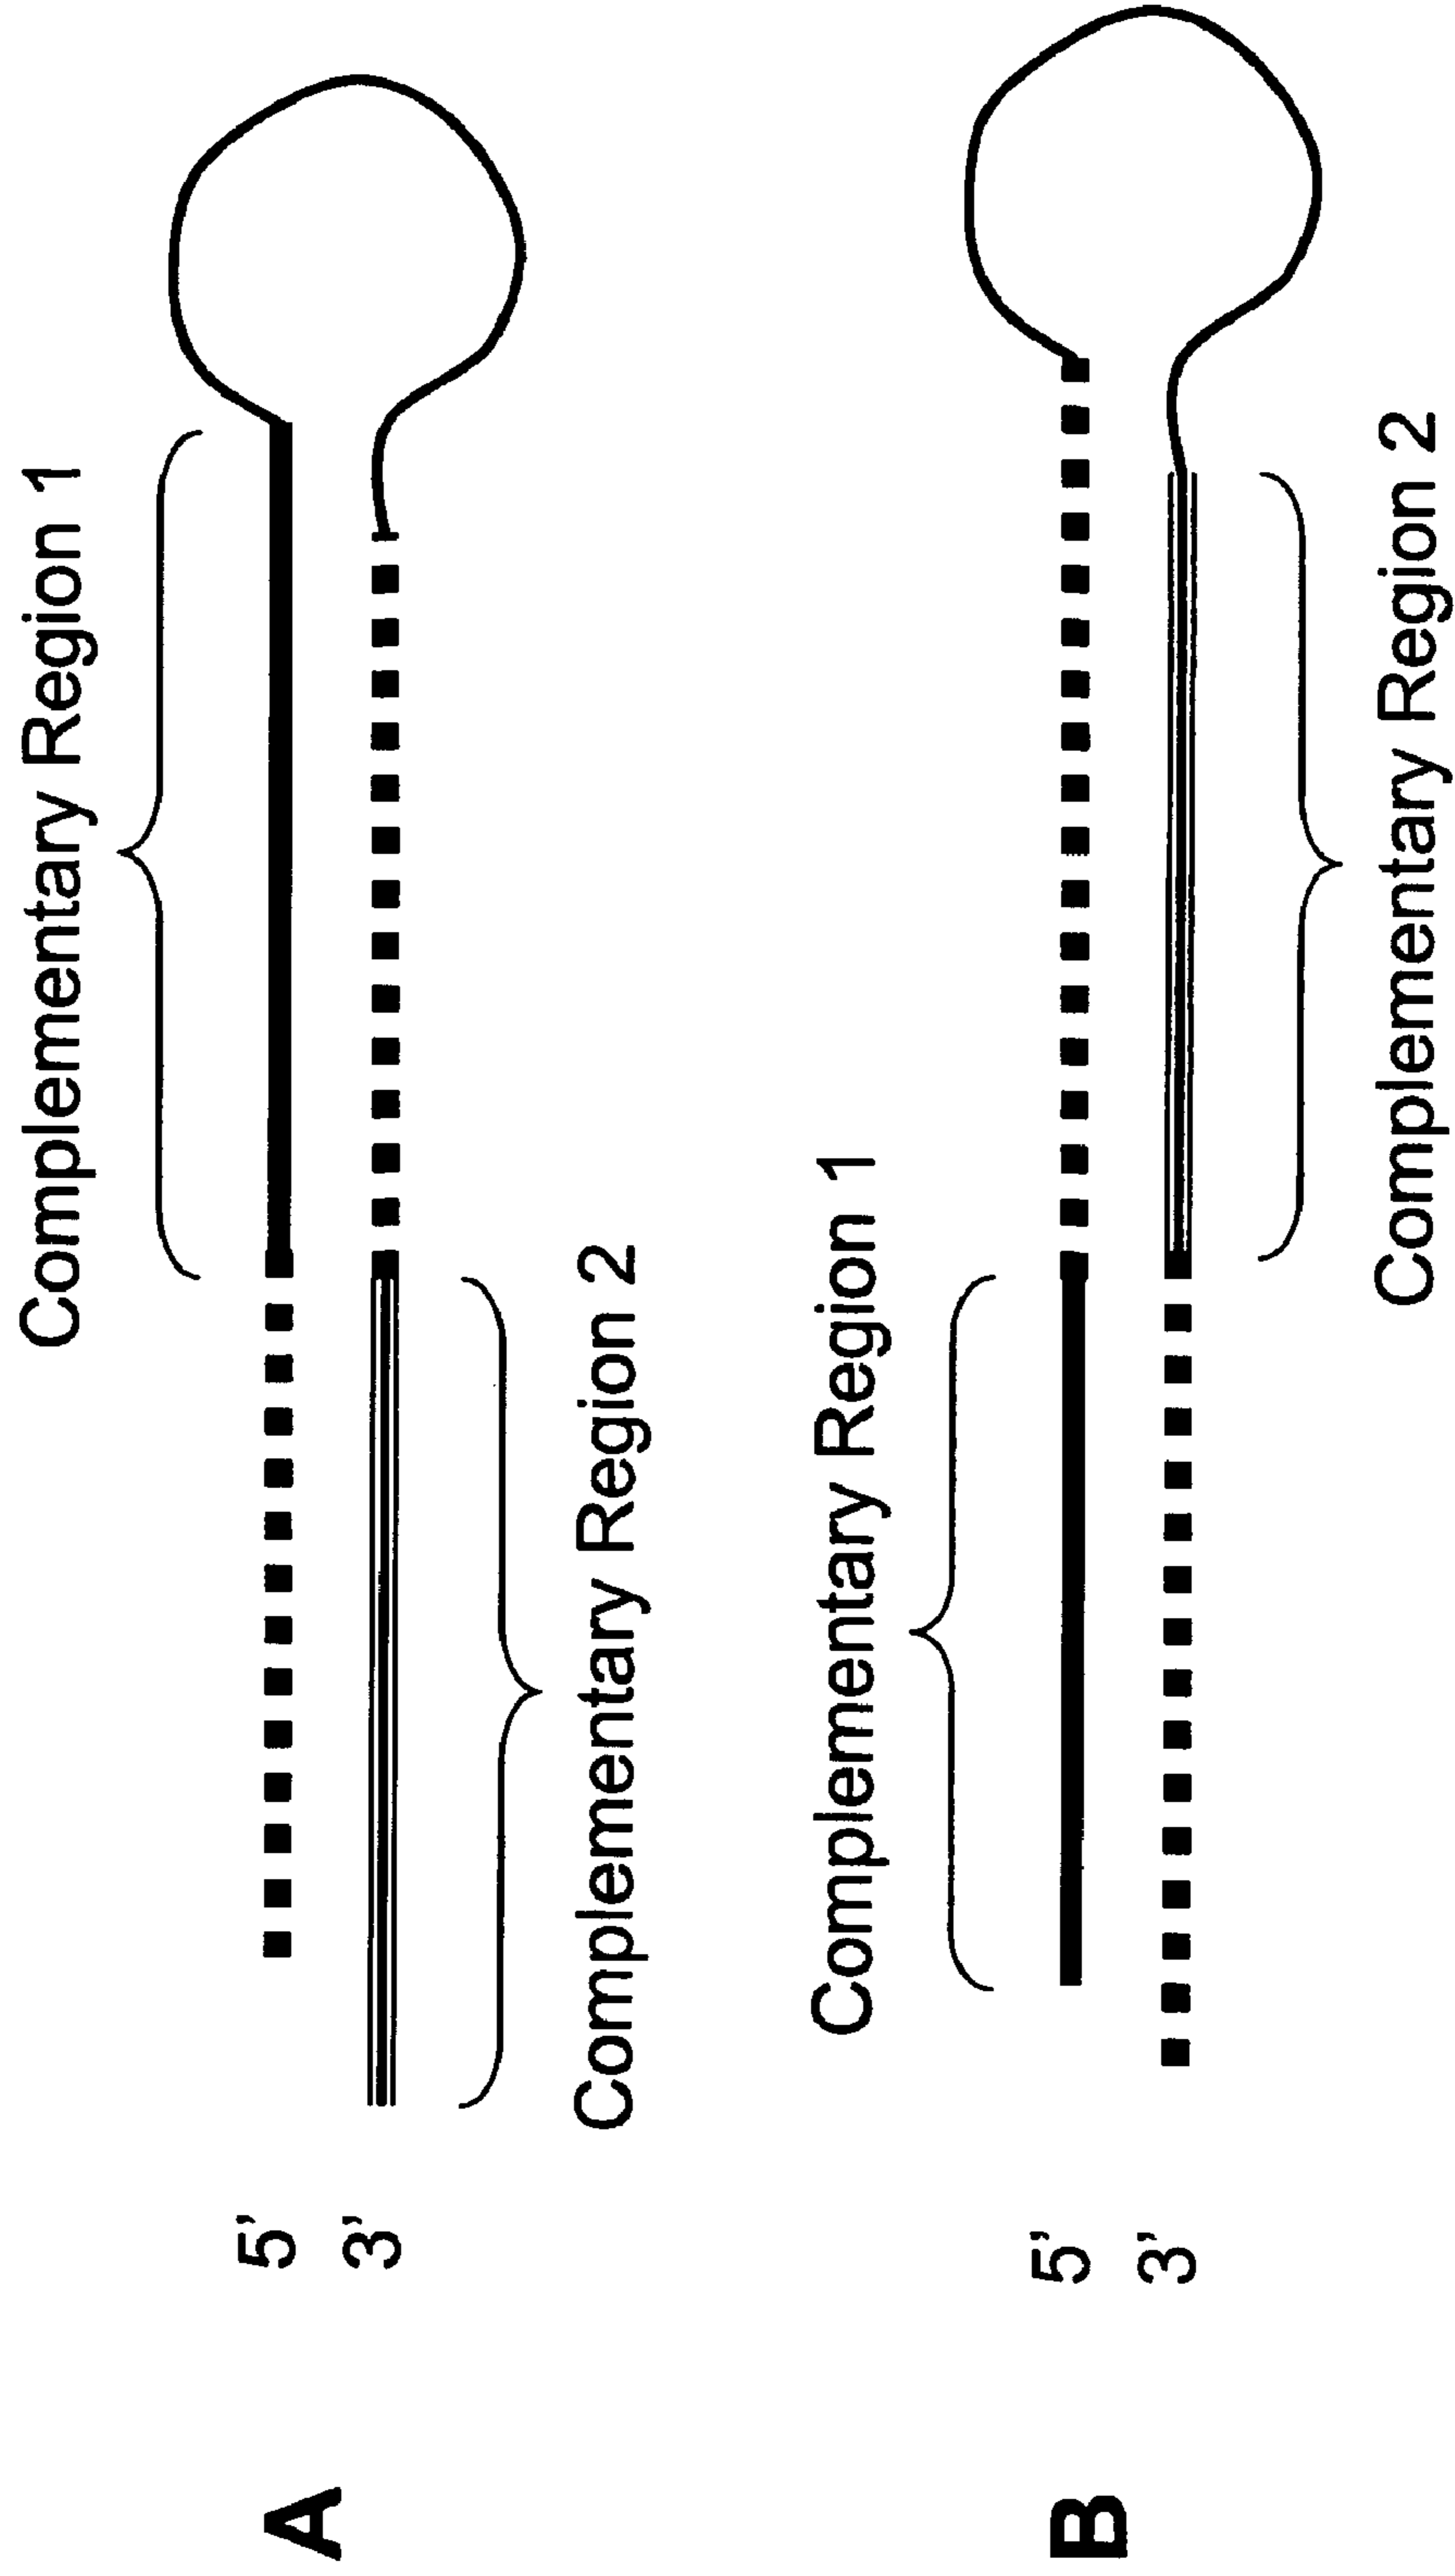 A
Complementary Region 1
5’
3’
Complementary Region 2
B
Complementary Region 1
5’
3’
Complementary Region 2